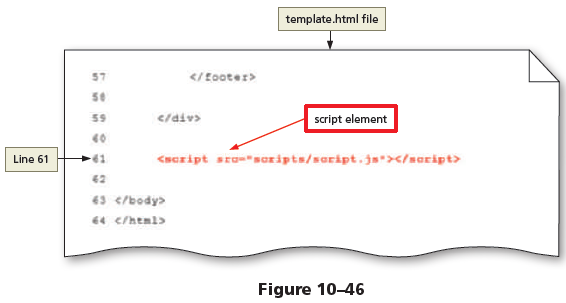 template.html file
57 </footer>
58
59 </div>
60
script element
Line 61
61 <script src="scripts/script.js"></script>
62
63 </body>
64 </html>
Figure 10–46